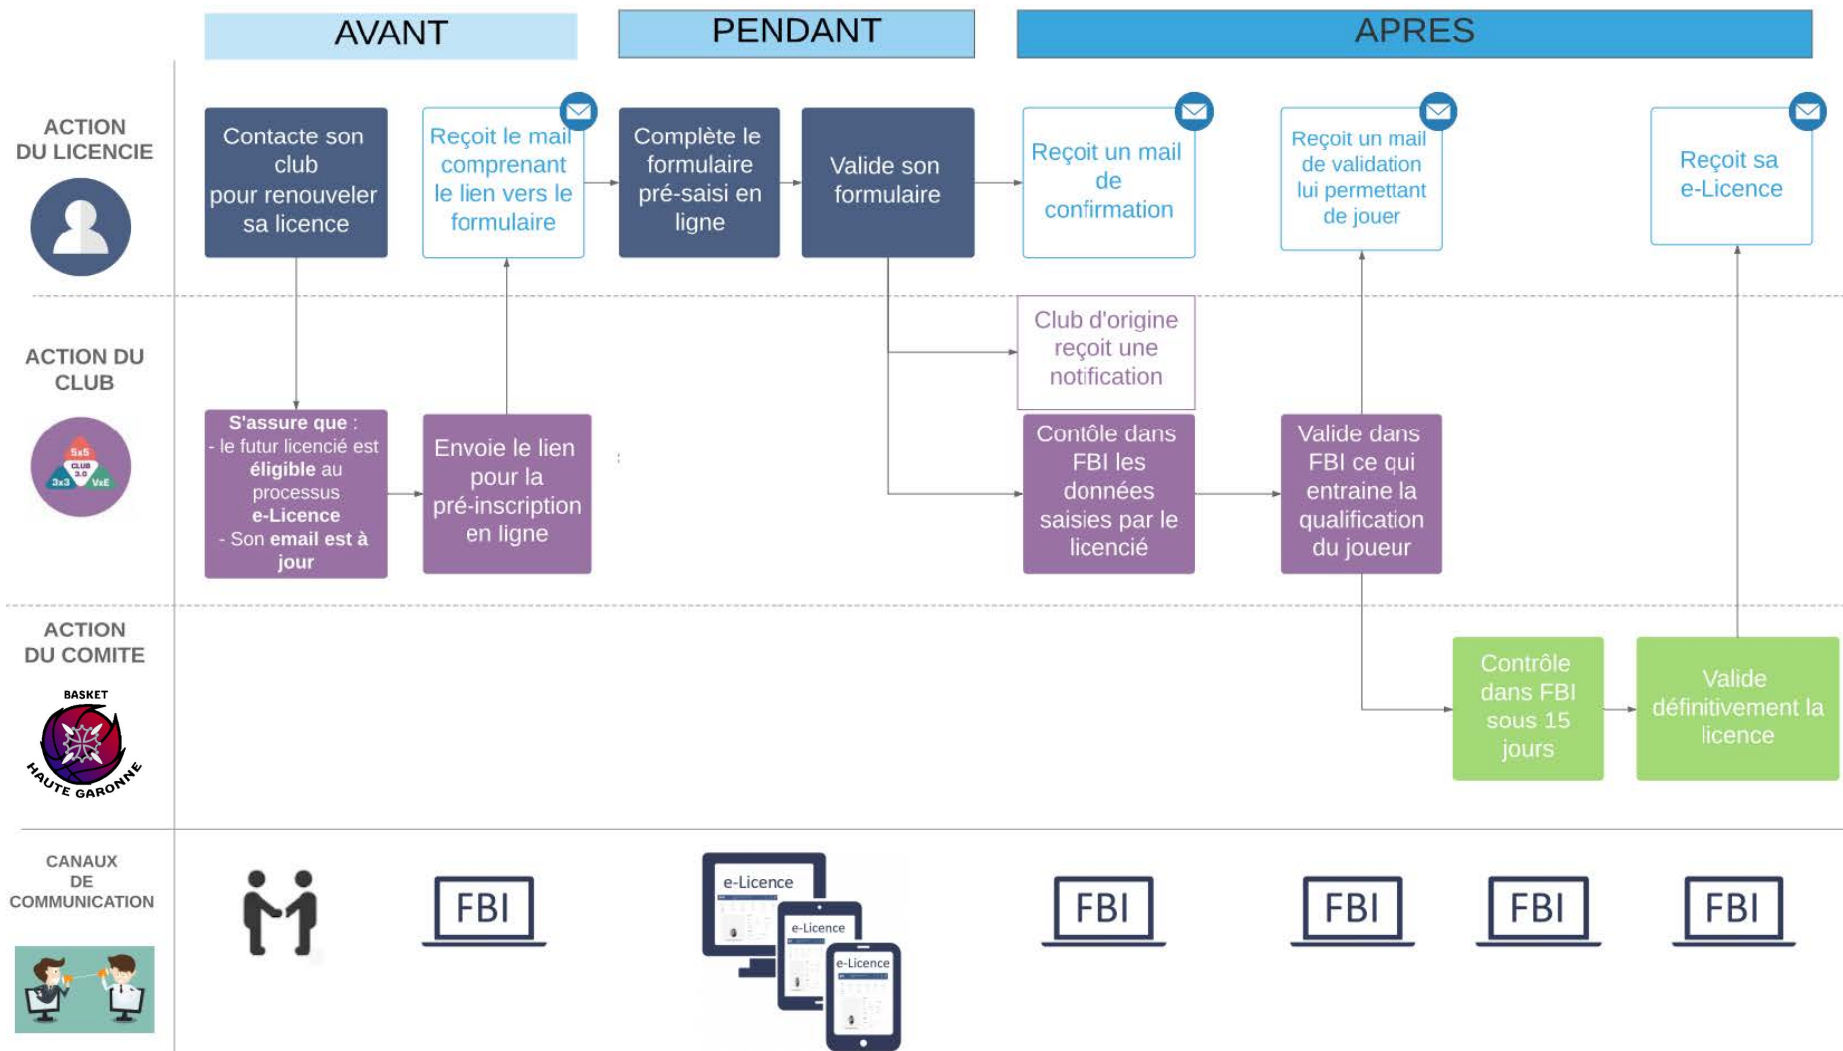 AVANT
PENDANT
APRES
ACTION
DU LICENCIE
Contacte son
club
pour renouveler
sa licence
Reçoit le mail
comprenant
le lien vers le
formulaire
Complète le
formulaire
pré-saisi en
ligne
Valide son
formulaire
Reçoit un mail
de
confirmation
Reçoit un mail
de validation
lui permettant
de jouer
Reçoit sa
e-Licence
ACTION DU
CLUB
5x5
CLUB
3.0
3x3
VxE
S'assure que :
- le futur licencié est
éligible au
processus
e-Licence
- Son email est à
jour
Envoie le lien
pour la
pré-inscription
en ligne
Club d'origine
reçoit une
notification
Contôle dans
FBI les
données
saisies par le
licencié
Valide dans
FBI ce qui
entraine la
qualification
du joueur
ACTION
DU COMITE
BASKET
HAUTE GARONNE
Contrôle
dans FBI
sous 15
jours
Valide
définitivement la
licence
CANAUX
DE
COMMUNICATION
FBI
e-Licence
e-Licence
e-Licence
FBI
FBI
FBI
FBI